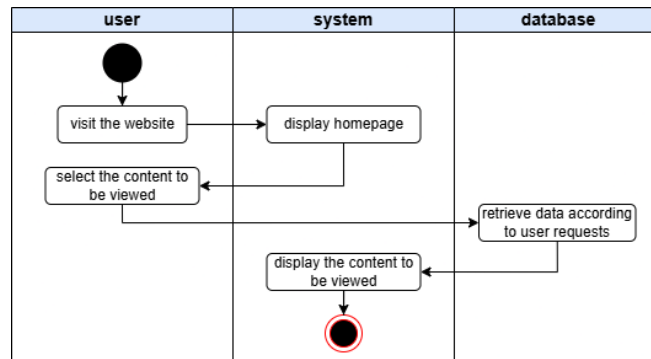 user
system
database
visit the website
display homepage
select the content to
be viewed
retrieve data according
to user requests
display the content to
be viewed